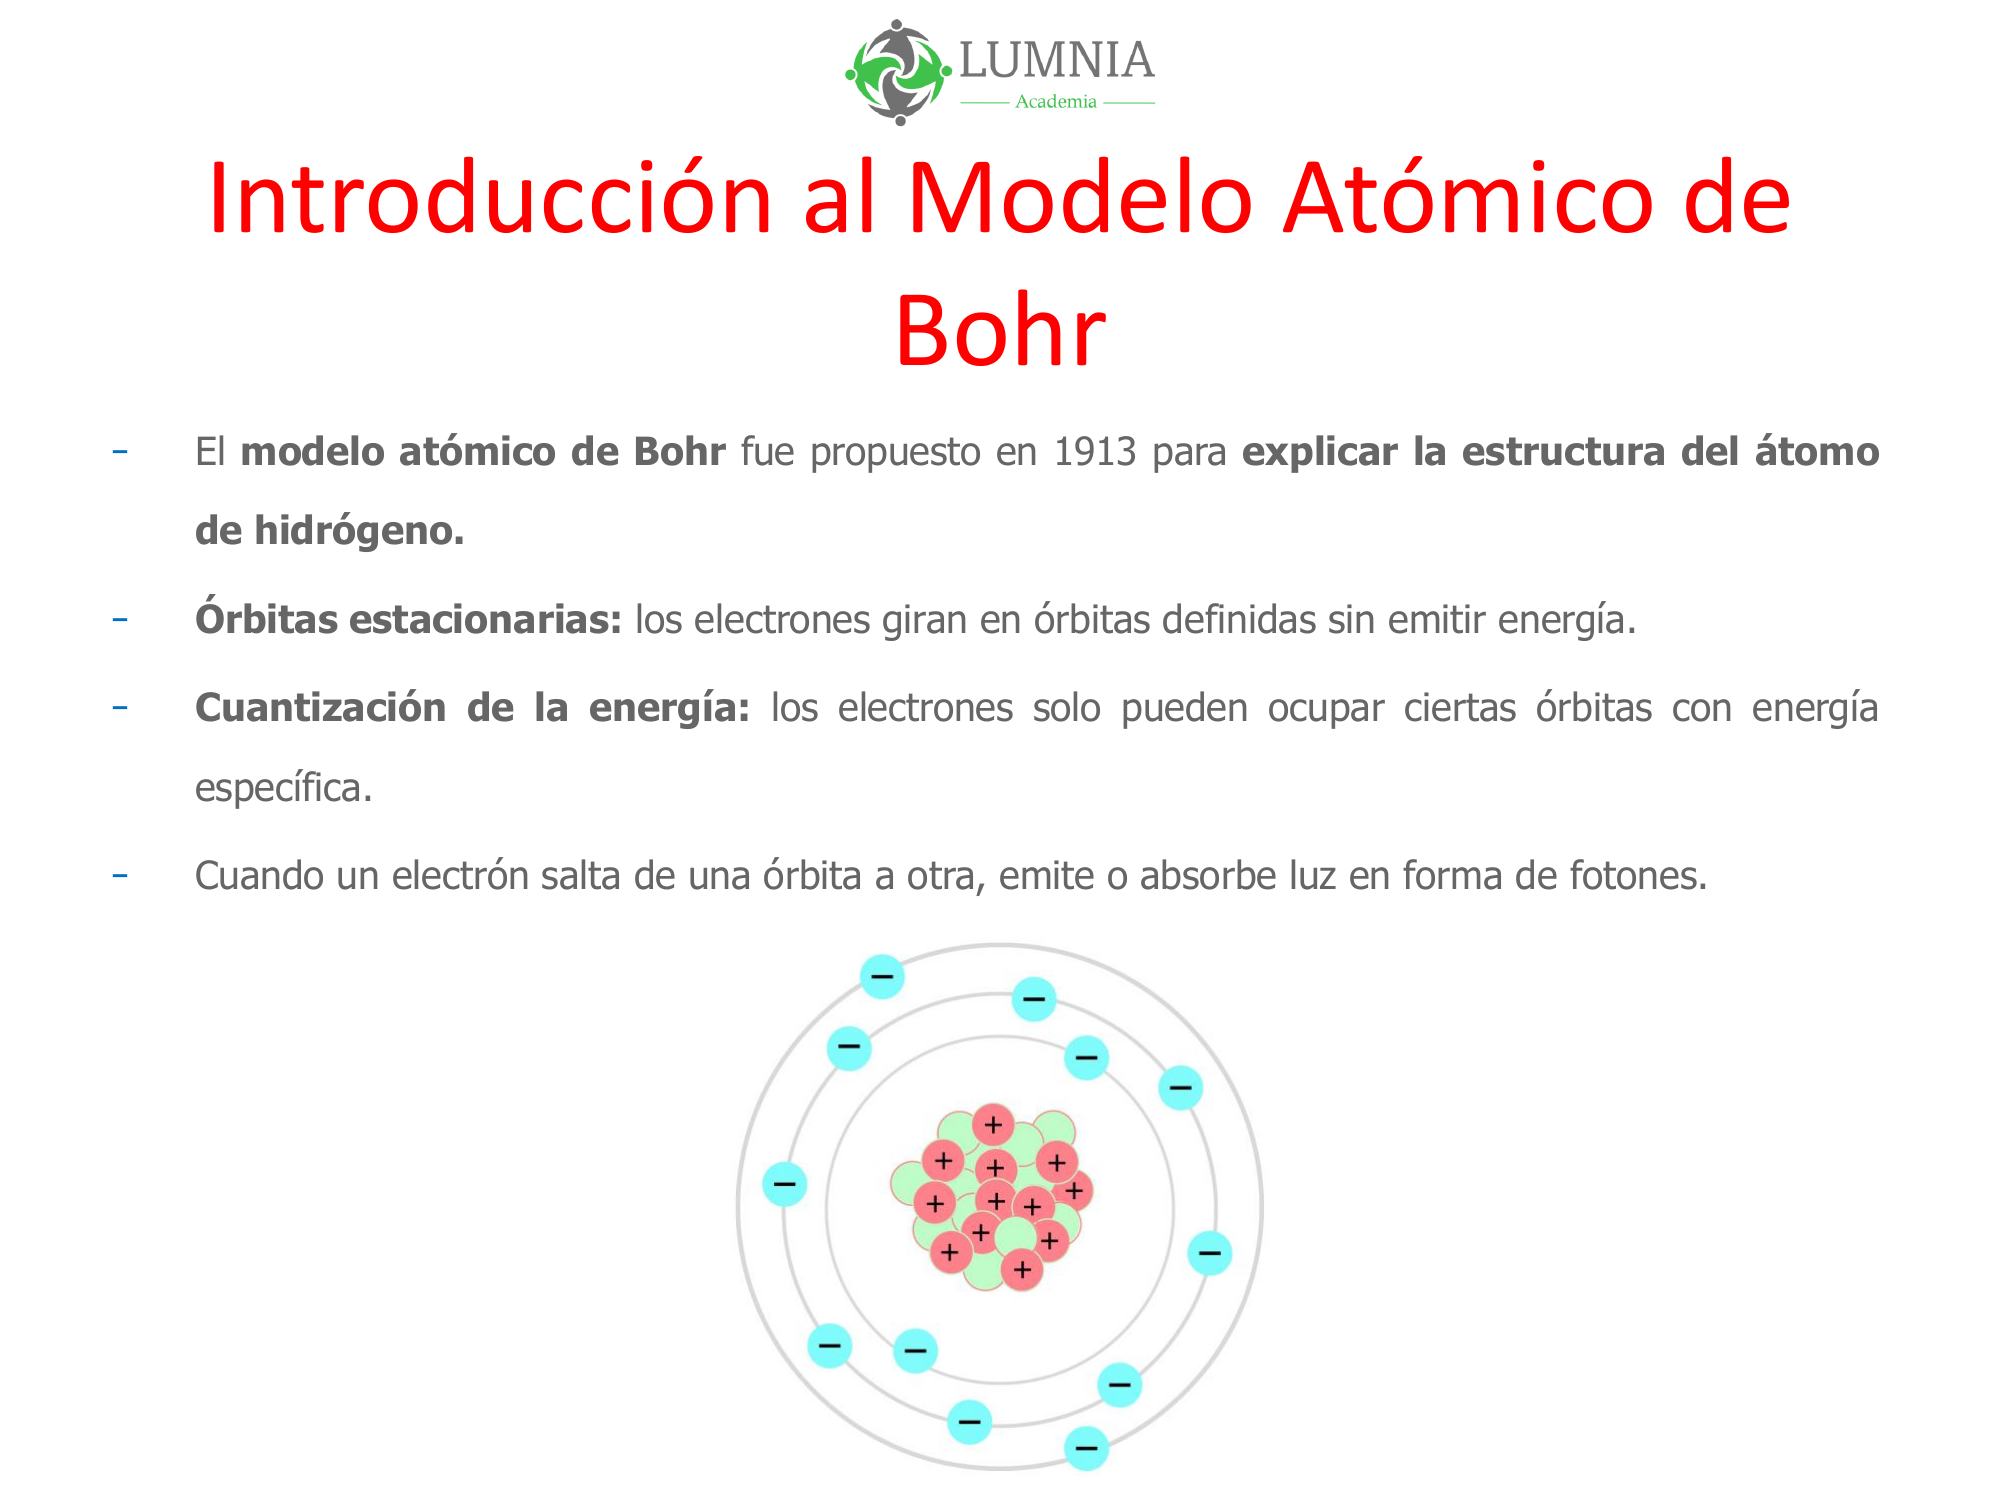 LUMNIA
Academia
Introducción al Modelo Atómico de
Bohr
- El modelo atómico de Bohr fue propuesto en 1913 para explicar la estructura del átomo
de hidrógeno.
- Órbitas estacionarias: los electrones giran en órbitas definidas sin emitir energía.
- Cuantización de la energía: los electrones solo pueden ocupar ciertas órbitas con energía
específica.
- Cuando un electrón salta de una órbita a otra, emite o absorbe luz en forma de fotones.